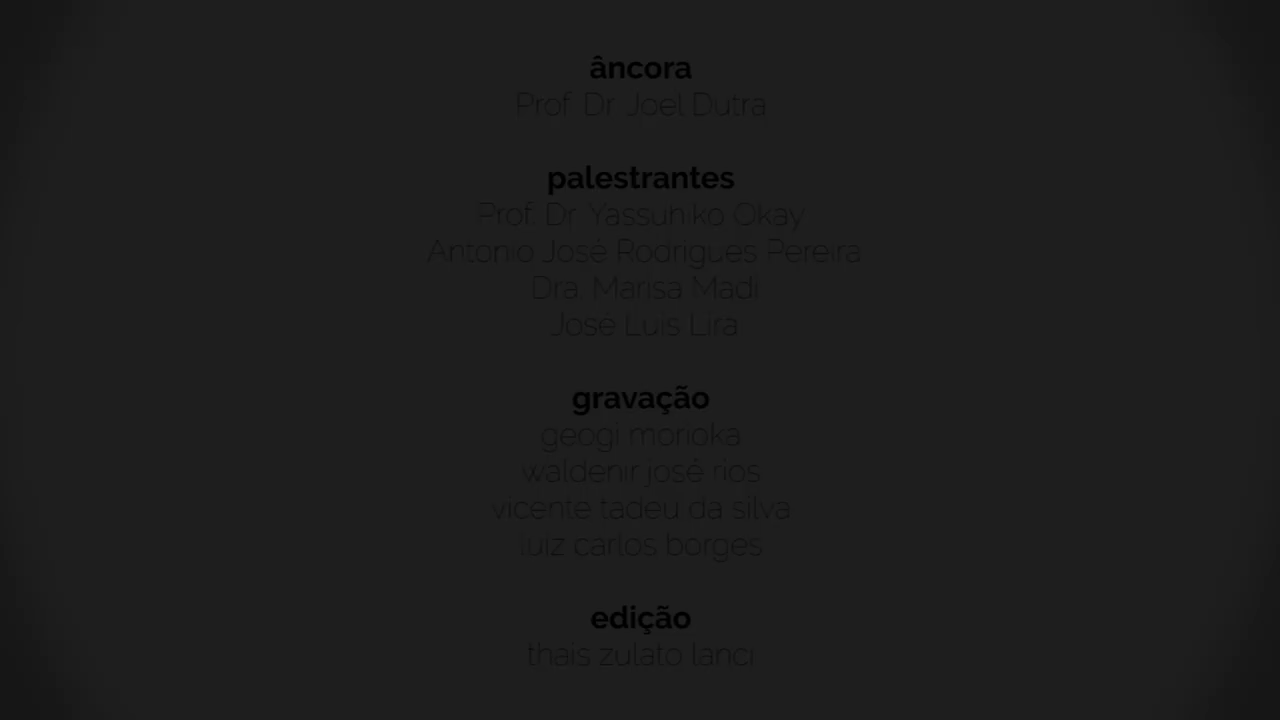 âncora
Prof. Dr. Joel Dutra
palestrantes
Prof. Dr. Yassuhiko Okay
Antonio José Rodrigues Pereira
Dra. Marisa Madi
José Luis Lira
gravação
geogi morioka
waldenir josé rios
vicente tadeu da silva
luiz carlos borges
edição
thais zulato lanci